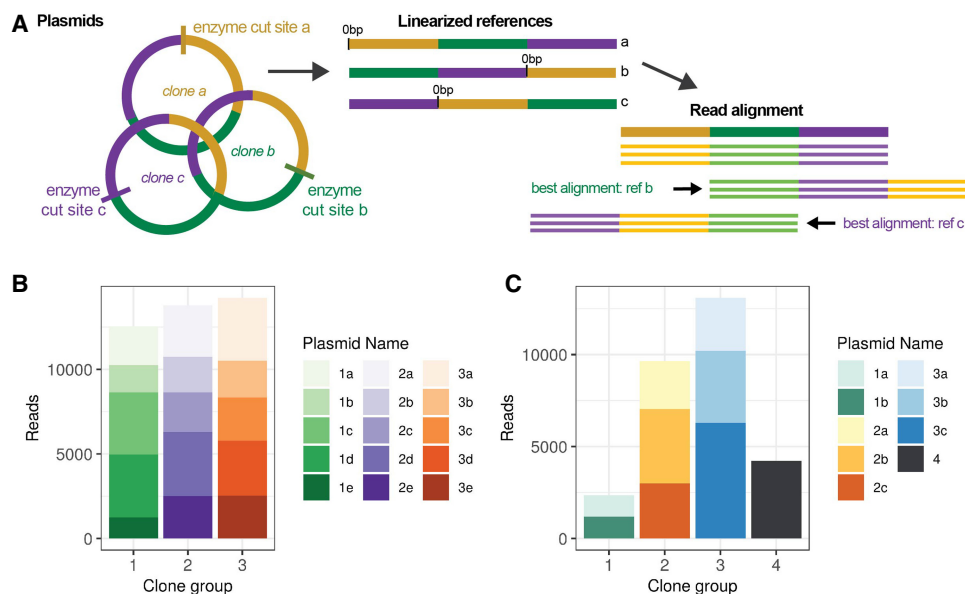 A
Plasmids
enzyme cut site a
clone a
clone b
clone c
enzyme
cut site c
enzyme
cut site b
Linearized references
0bp
a
0bp
b
0bp
c
Read alignment
best alignment: ref b
best alignment: ref c
B
Reads
10000
5000
0
1
2
3
Clone group
Plasmid Name
1a
2a
3a
1b
2b
3b
1c
2c
3c
1d
2d
3d
1e
2e
3e
C
Reads
10000
5000
0
1
2
3
4
Clone group
Plasmid Name
1a
3a
1b
3b
2a
3c
2b
4
2c